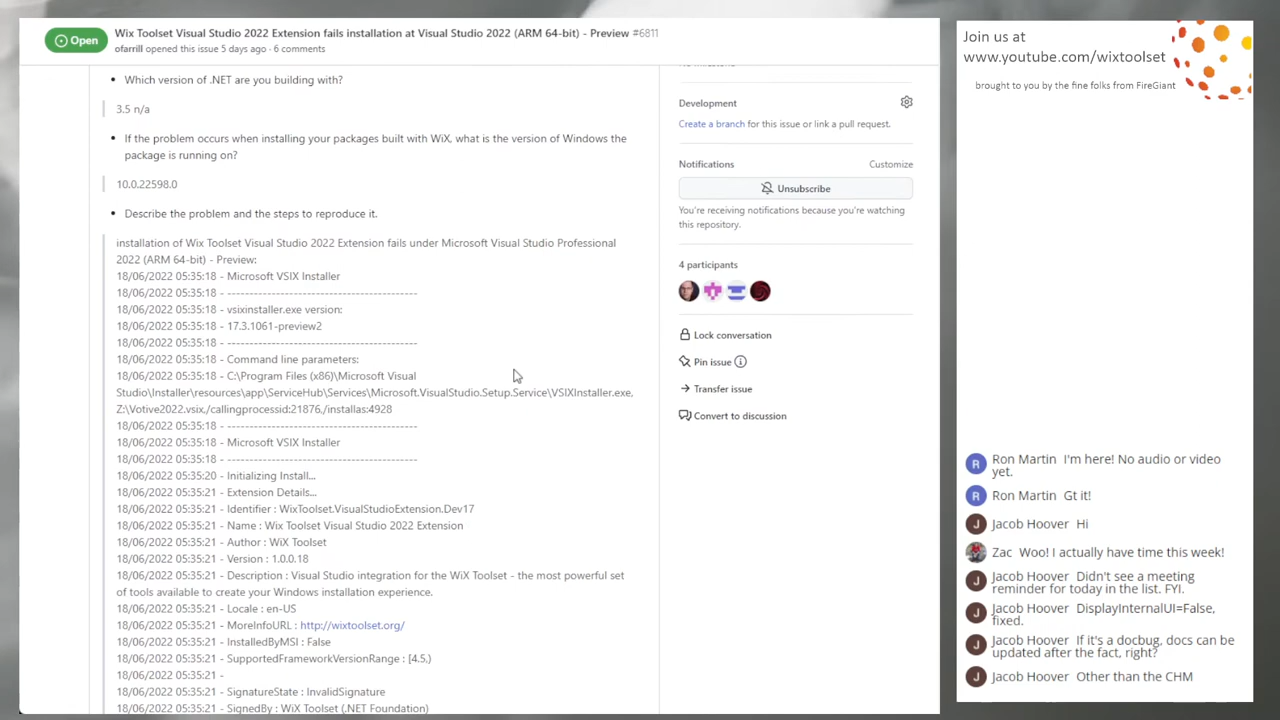 Open
Wix Toolset Visual Studio 2022 Extension fails installation at Visual Studio 2022 (ARM 64-bit) - Preview #6811
ofarrill opened this issue 5 days ago · 6 comments
• Which version of .NET are you building with?
3.5 n/a
• If the problem occurs when installing your packages built with WiX, what is the version of Windows the
package is running on?
10.0.22598.0
• Describe the problem and the steps to reproduce it.
installation of Wix Toolset Visual Studio 2022 Extension fails under Microsoft Visual Studio Professional
2022 (ARM 64-bit) - Preview:
18/06/2022 05:35:18 - Microsoft VSIX Installer
18/06/2022 05:35:18 - -------------------------------------------
18/06/2022 05:35:18 - vsixinstaller.exe version:
18/06/2022 05:35:18 - 17.3.1061-preview2
18/06/2022 05:35:18 - -------------------------------------------
18/06/2022 05:35:18 - Command line parameters:
18/06/2022 05:35:18 - C:\Program Files (x86)\Microsoft Visual
Studio\Installer\resources\app\ServiceHub\Services\Microsoft.VisualStudio.Setup.Service\VSIXInstaller.exe,
Z:\Votive2022.vsix,/callingprocessid:21876,/installas:4928
18/06/2022 05:35:18 - -------------------------------------------
18/06/2022 05:35:18 - Microsoft VSIX Installer
18/06/2022 05:35:18 - -------------------------------------------
18/06/2022 05:35:20 - Initializing Install...
18/06/2022 05:35:21 - Extension Details...
18/06/2022 05:35:21 - Identifier : WixToolset.VisualStudioExtension.Dev17
18/06/2022 05:35:21 - Name : Wix Toolset Visual Studio 2022 Extension
18/06/2022 05:35:21 - Author : WiX Toolset
18/06/2022 05:35:21 - Version : 1.0.0.18
18/06/2022 05:35:21 - Description : Visual Studio integration for the WiX Toolset - the most powerful set
of tools available to create your Windows installation experience.
18/06/2022 05:35:21 - Locale : en-US
18/06/2022 05:35:21 - MoreInfoURL : http://wixtoolset.org/
18/06/2022 05:35:21 - InstalledByMSI : False
18/06/2022 05:35:21 - SupportedFrameworkVersionRange : [4.5,)
18/06/2022 05:35:21 -
18/06/2022 05:35:21 - SignatureState : InvalidSignature
18/06/2022 05:35:21 - SignedBy : WiX Toolset (.NET Foundation)
Development
Create a branch for this issue or link a pull request.
Notifications
Customize
Unsubscribe
You're receiving notifications because you're watching
this repository.
4 participants
Lock conversation
Pin issue
Transfer issue
Convert to discussion
Join us at
www.youtube.com/wixtoolset
brought to you by the fine folks from FireGiant
R Ron Martin I'm here! No audio or video
yet.
R Ron Martin Gt it!
J Jacob Hoover Hi
Zac Woo! I actually have time this week!
J Jacob Hoover Didn't see a meeting
reminder for today in the list. FYI.
J Jacob Hoover DisplayInternalUI=False,
fixed.
J Jacob Hoover If it's a docbug, docs can be
updated after the fact, right?
J Jacob Hoover Other than the CHM